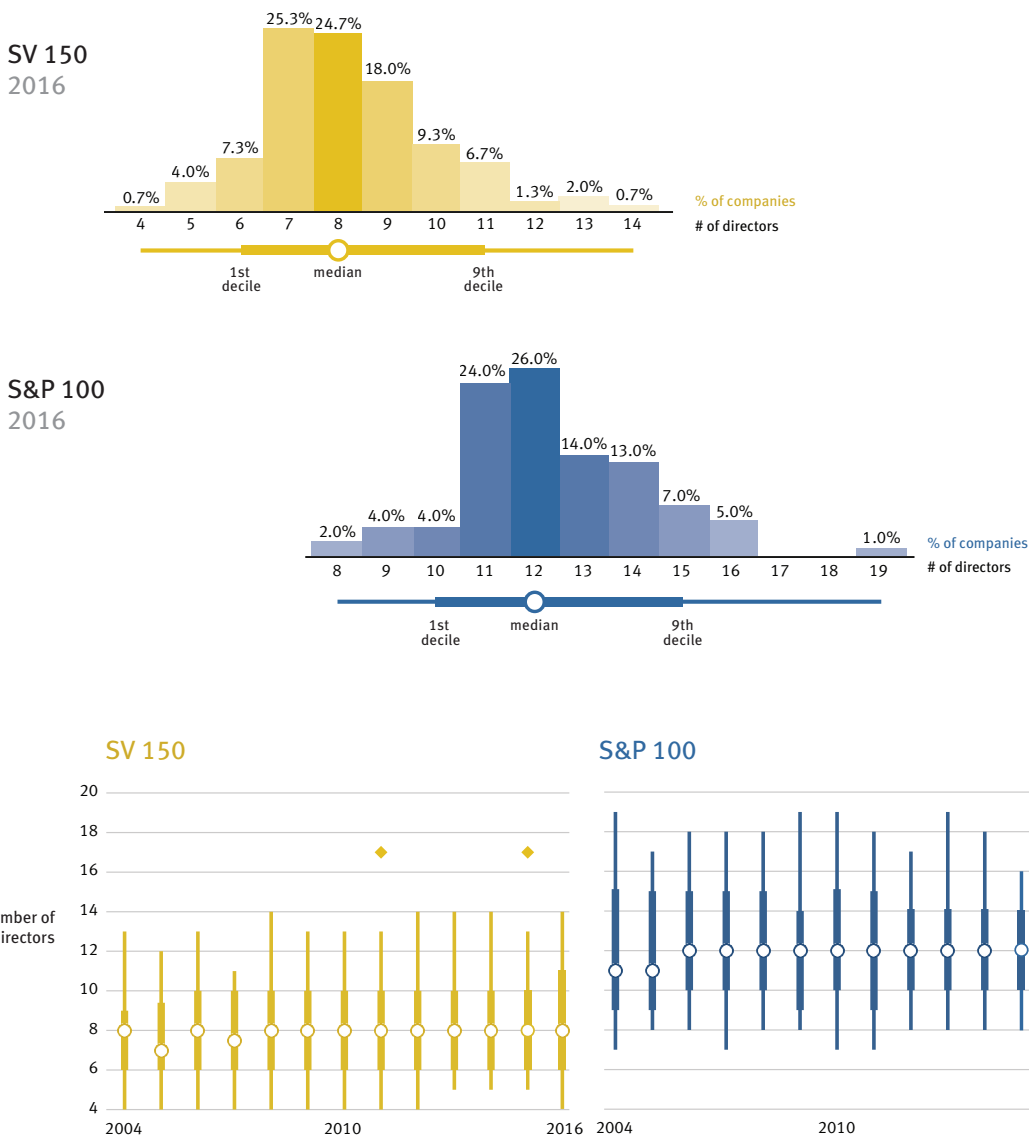 SV 150
2016
25.3% 24.7%
18.0%
9.3%
7.3%
6.7%
4.0%
0.7% 1.3% 2.0% 0.7%
% of companies
4 5 6 7 8 9 10 11 12 13 14 # of directors
1st decile
median
9th decile
S&P 100
2016
26.0%
24.0%
14.0% 13.0%
7.0%
5.0%
4.0% 4.0%
2.0% 1.0%
% of companies
8 9 10 11 12 13 14 15 16 17 18 19 # of directors
1st decile
median
9th decile
SV 150
20
18
16
14
mber of
irectors
12
10
8
6
4
2004 2010 2016
S&P 100
2004 2010